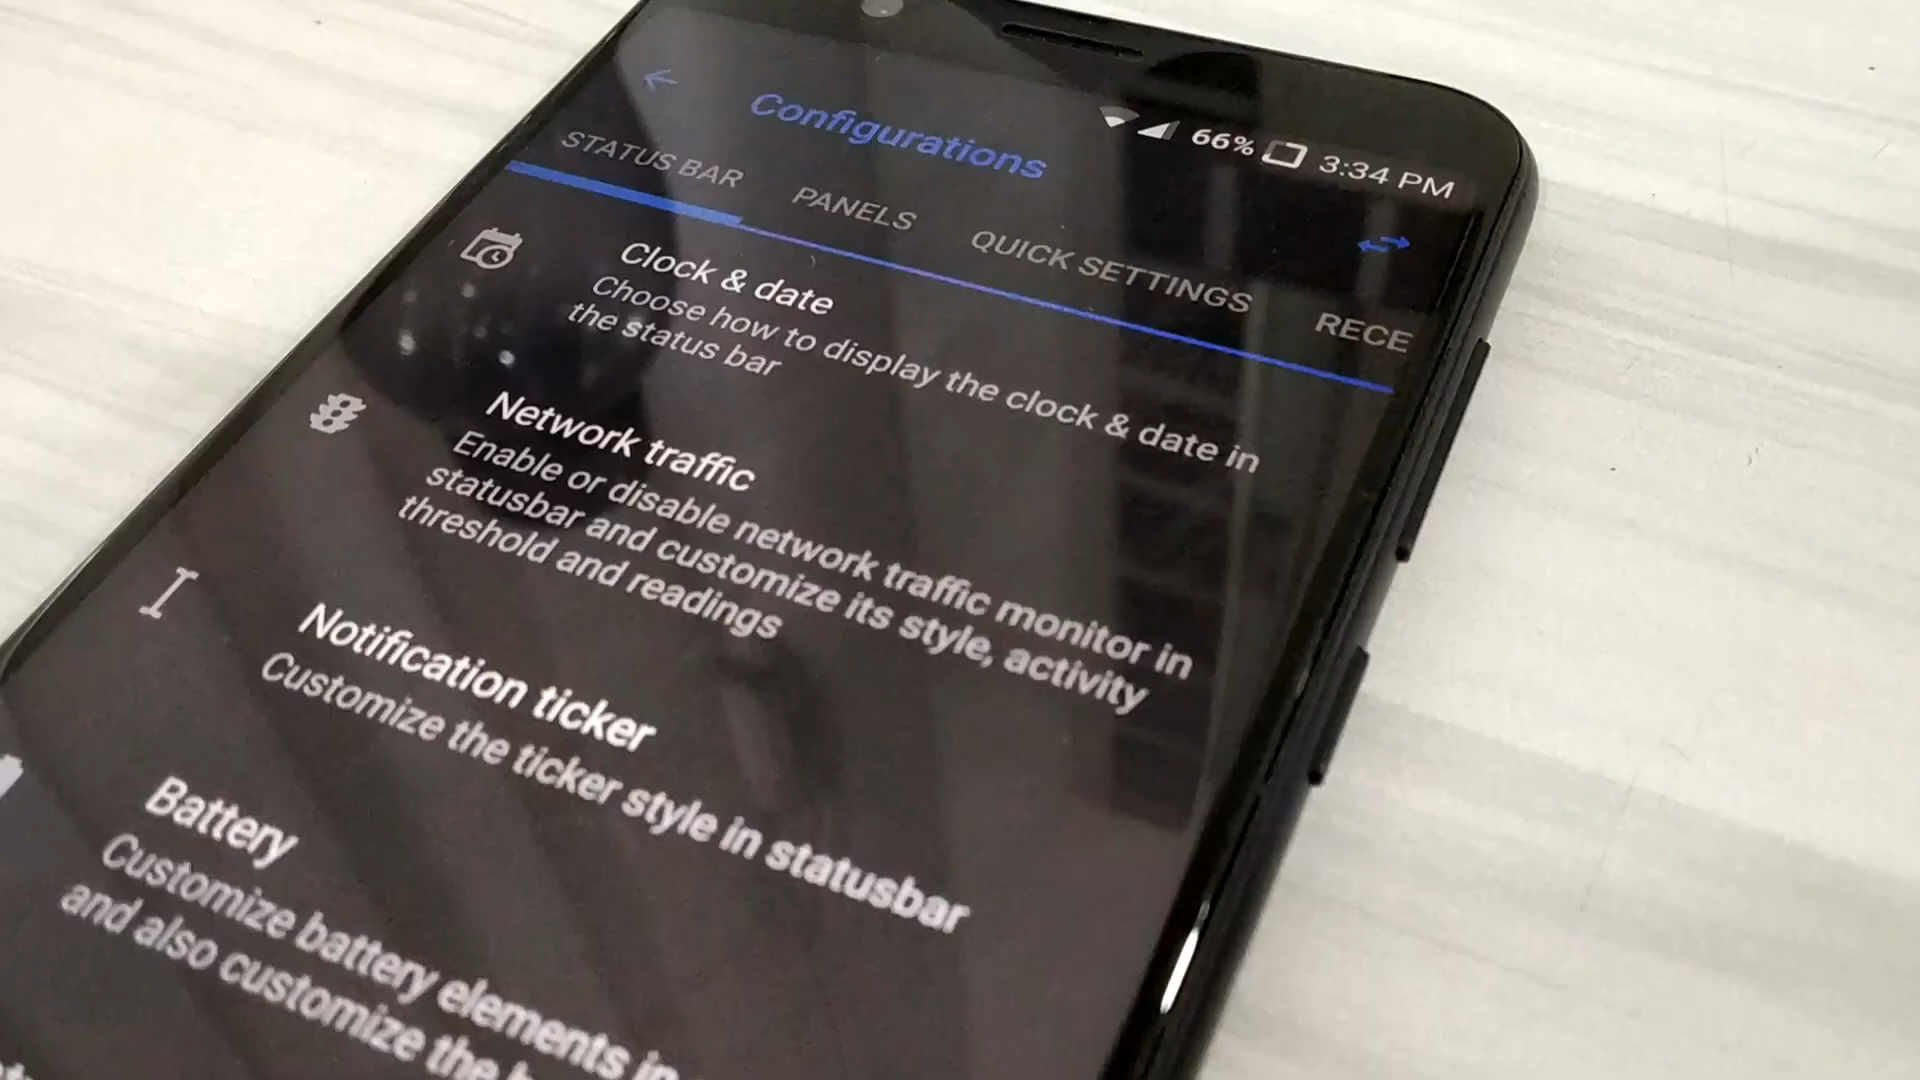 66% 3:34 PM
Configurations
STATUS BAR PANELS QUICK SETTINGS RECE
Clock & date
Choose how to display the clock & date in
the status bar
Network traffic
Enable or disable network traffic monitor in
statusbar and customize its style, activity
threshold and readings
Notification ticker
Customize the ticker style in statusbar
Battery
Customize battery elements in
and also customize the